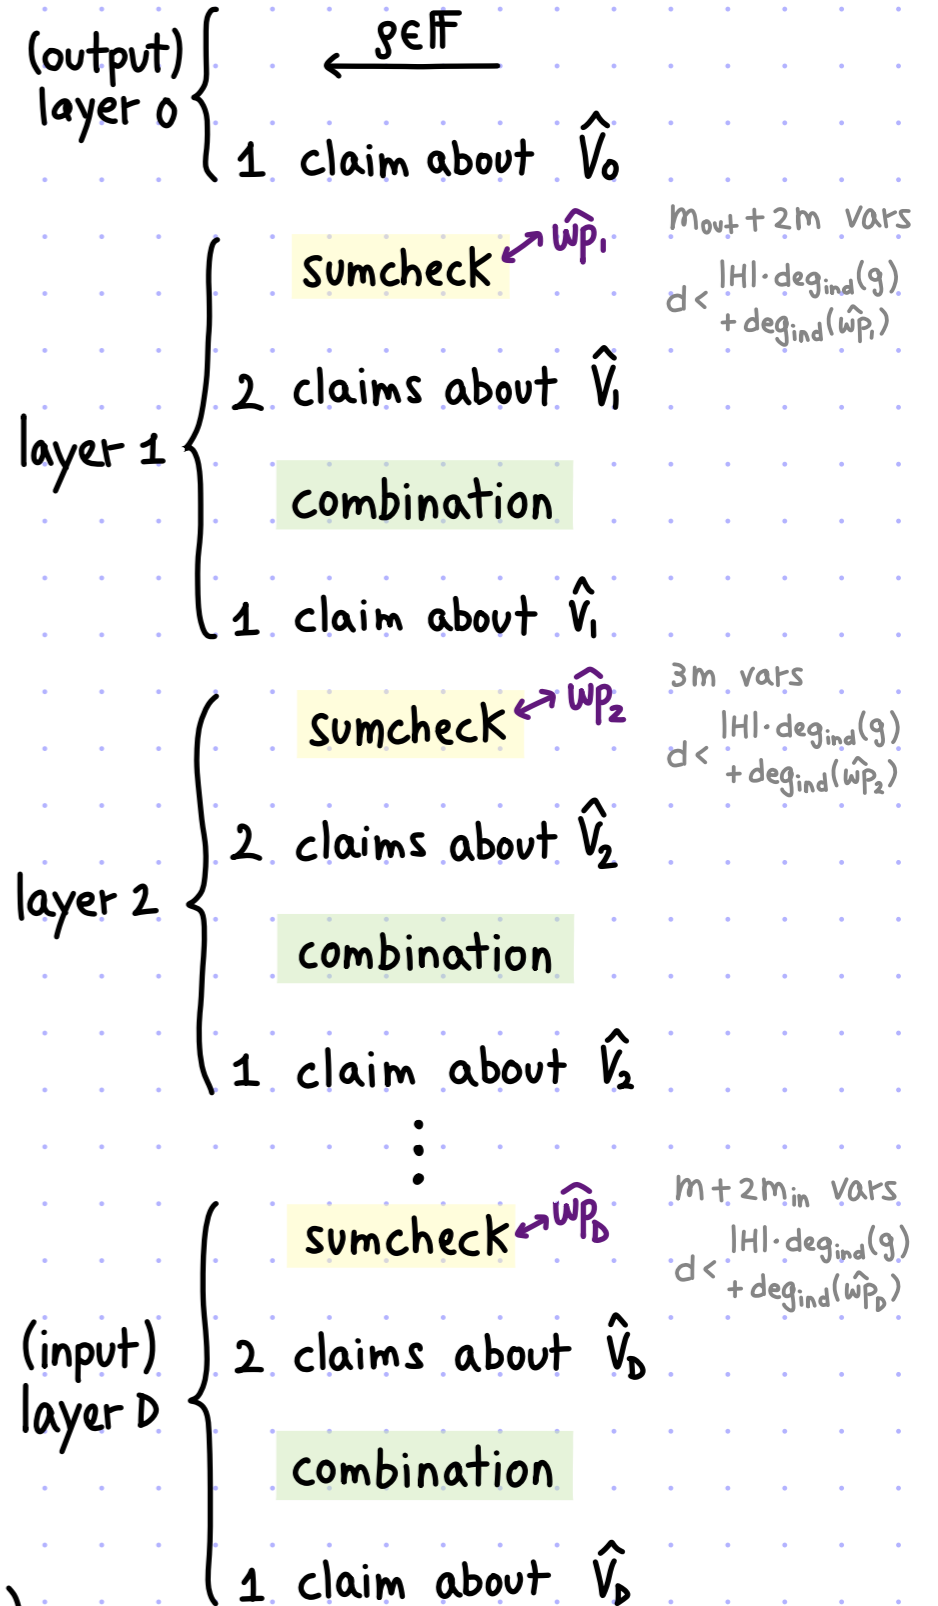 (output)
layer 0
ρ∈𝔽
1 claim about V̂₀
sumcheck ŵp₁
m_out + 2m vars
d < |H|·deg_ind(g)
+ deg_ind(ŵp₁)
2 claims about V̂₁
layer 1
combination
1 claim about V̂₁
sumcheck ŵp₂
3m vars
d < |H|·deg_ind(g)
+ deg_ind(ŵp₂)
2 claims about V̂₂
layer 2
combination
1 claim about V̂₂
⋮
sumcheck ŵp_D
m + 2m_in vars
d < |H|·deg_ind(g)
+ deg_ind(ŵp_D)
(input)
layer D
2 claims about V̂_D
combination
1 claim about V̂_D
)